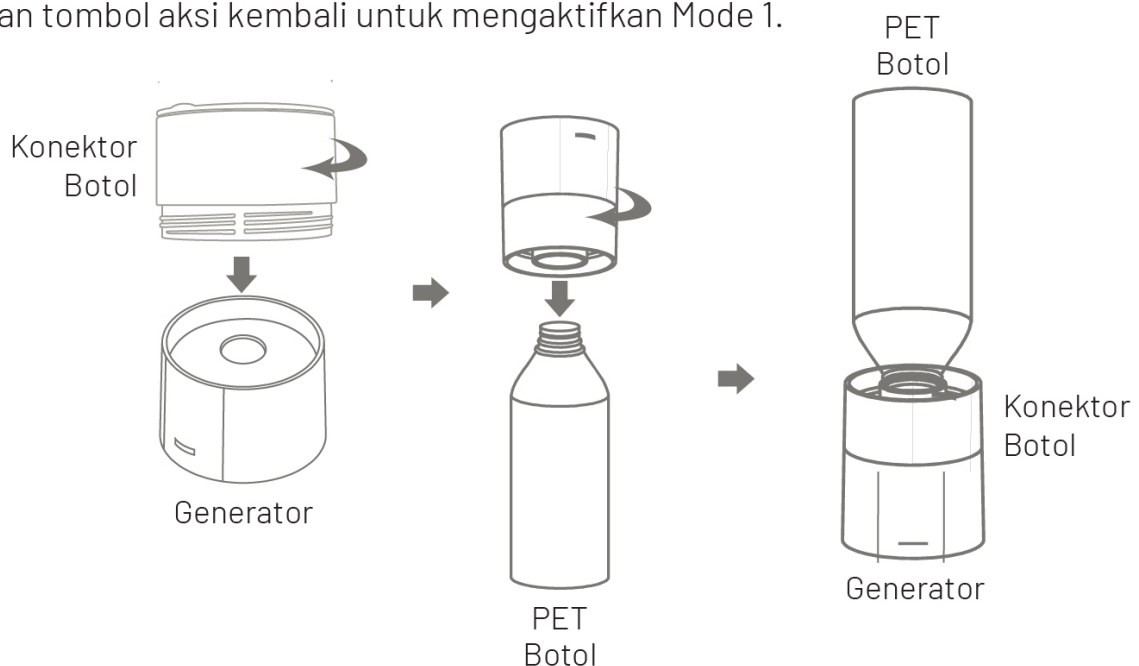 an tombol aksi kembali untuk mengaktifkan Mode 1.
PET
Botol
Konektor
Botol
Generator
PET
Botol
Konektor
Botol
Generator